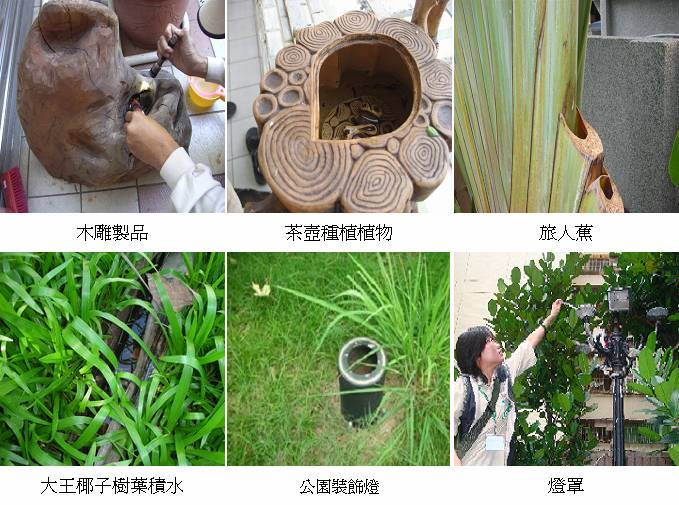 木雕製品
茶壺種植植物
旅人蕉
大王椰子樹葉積水
公園裝飾燈
燈罩